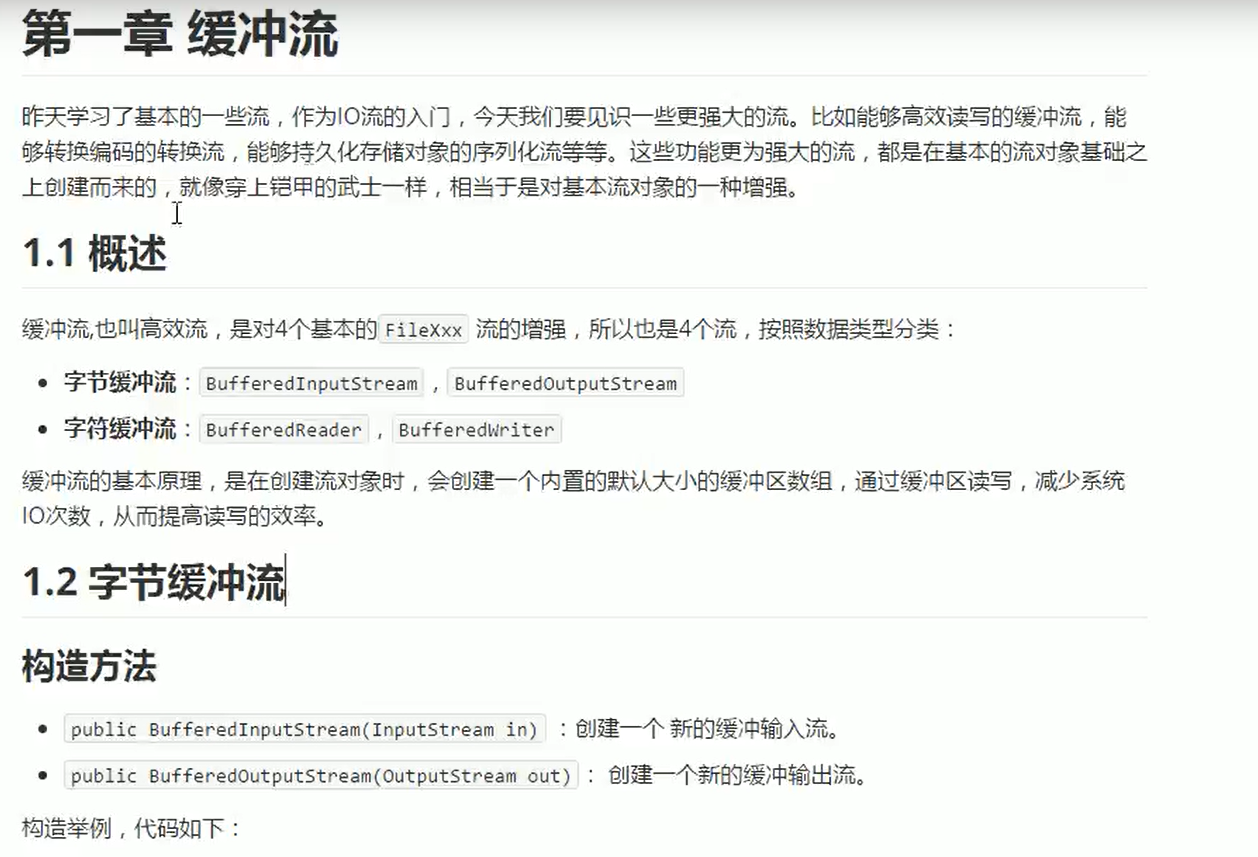 第一章 缓冲流
昨天学习了基本的一些流，作为IO流的入门，今天我们要见识一些更强大的流。比如能够高效读写的缓冲流，能
够转换编码的转换流，能够持久化存储对象的序列化流等等。这些功能更为强大的流，都是在基本的流对象基础之
上创建而来的，就像穿上铠甲的武士一样，相当于是对基本流对象的一种增强。
1.1 概述
缓冲流,也叫高效流，是对4个基本的 FileXxx 流的增强，所以也是4个流，按照数据类型分类：
• 字节缓冲流： BufferedInputStream ， BufferedOutputStream
• 字符缓冲流： BufferedReader ， BufferedWriter
缓冲流的基本原理，是在创建流对象时，会创建一个内置的默认大小的缓冲区数组，通过缓冲区读写，减少系统
IO次数，从而提高读写的效率。
1.2 字节缓冲流
构造方法
• public BufferedInputStream(InputStream in) ：创建一个 新的缓冲输入流。
• public BufferedOutputStream(OutputStream out) ： 创建一个新的缓冲输出流。
构造举例，代码如下：